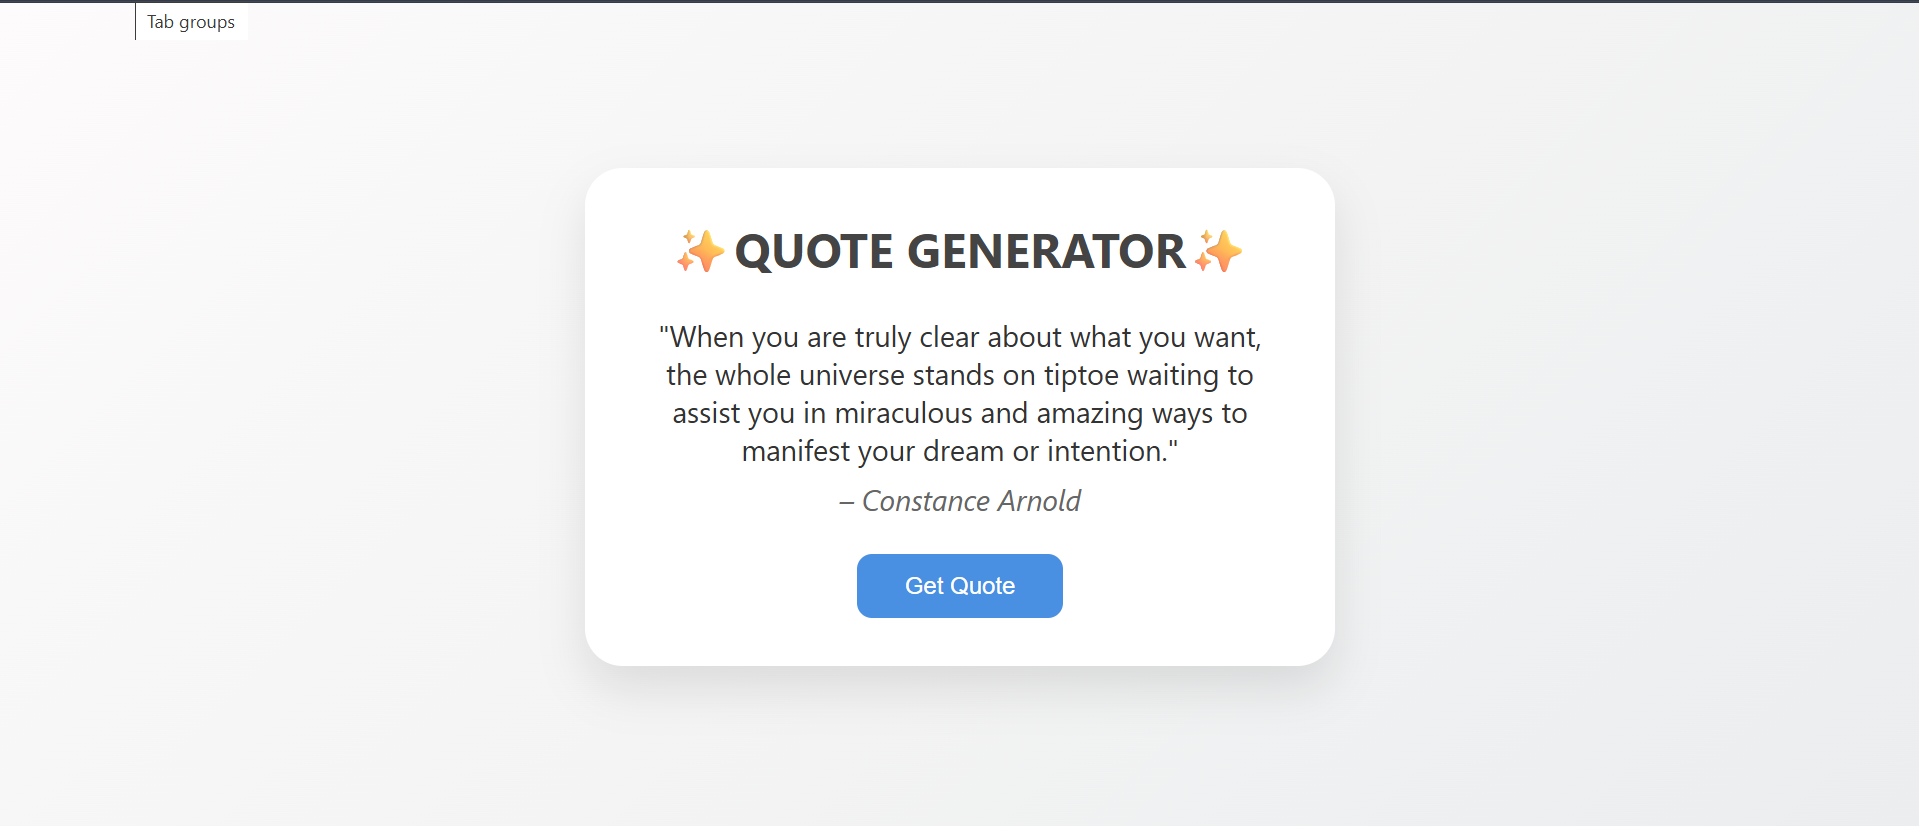 Tab groups
✨QUOTE GENERATOR✨
"When you are truly clear about what you want,
the whole universe stands on tiptoe waiting to
assist you in miraculous and amazing ways to
manifest your dream or intention."
– Constance Arnold
Get Quote